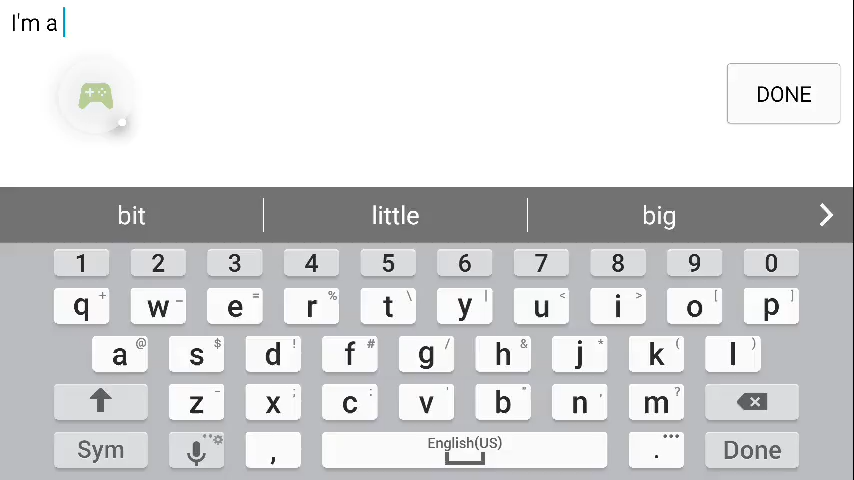 I'm a
DONE
bit little big
1 2 3 4 5 6 7 8 9 0
q + w - e = r % t \ y | u < i > o [ p ]
a @ s $ d ! f # g / h & j * k ( l )
z - x ; c : v ' b " n , m ?
Sym , English(US) . Done